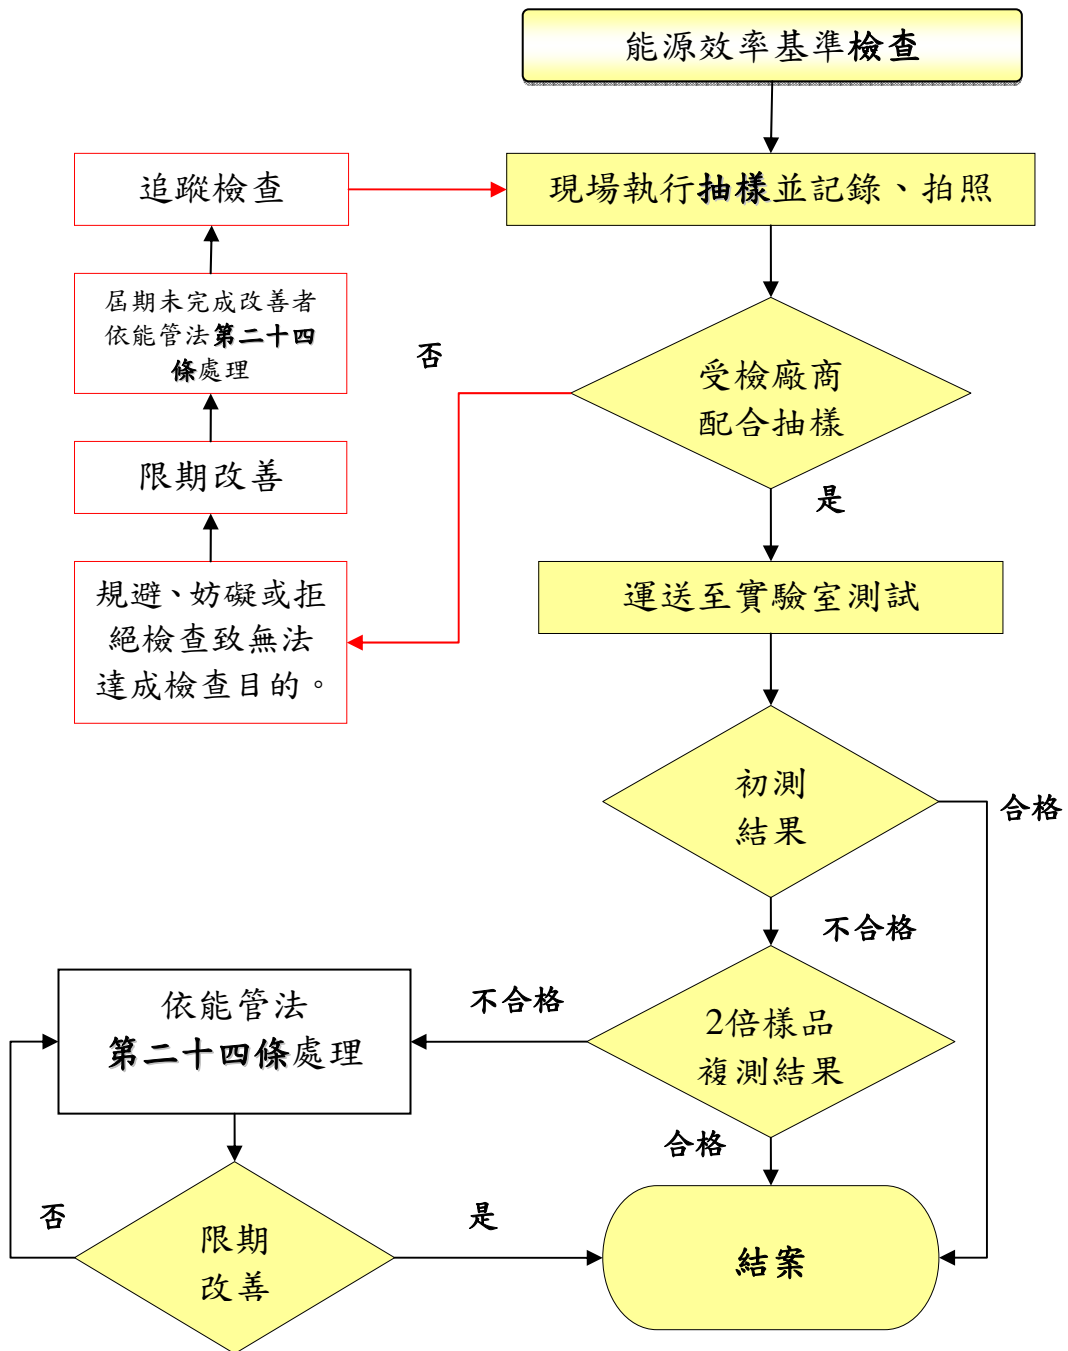 能源效率基準檢查
追蹤檢查
現場執行抽樣並記錄、拍照
屆期未完成改善者
依能管法第二十四
條處理
否
受檢廠商
配合抽樣
限期改善
是
規避、妨礙或拒
絕檢查致無法
達成檢查目的。
運送至實驗室測試
初測
結果
合格
不合格
依能管法
第二十四條處理
不合格
2倍樣品
複測結果
合格
否
限期
改善
是
結案